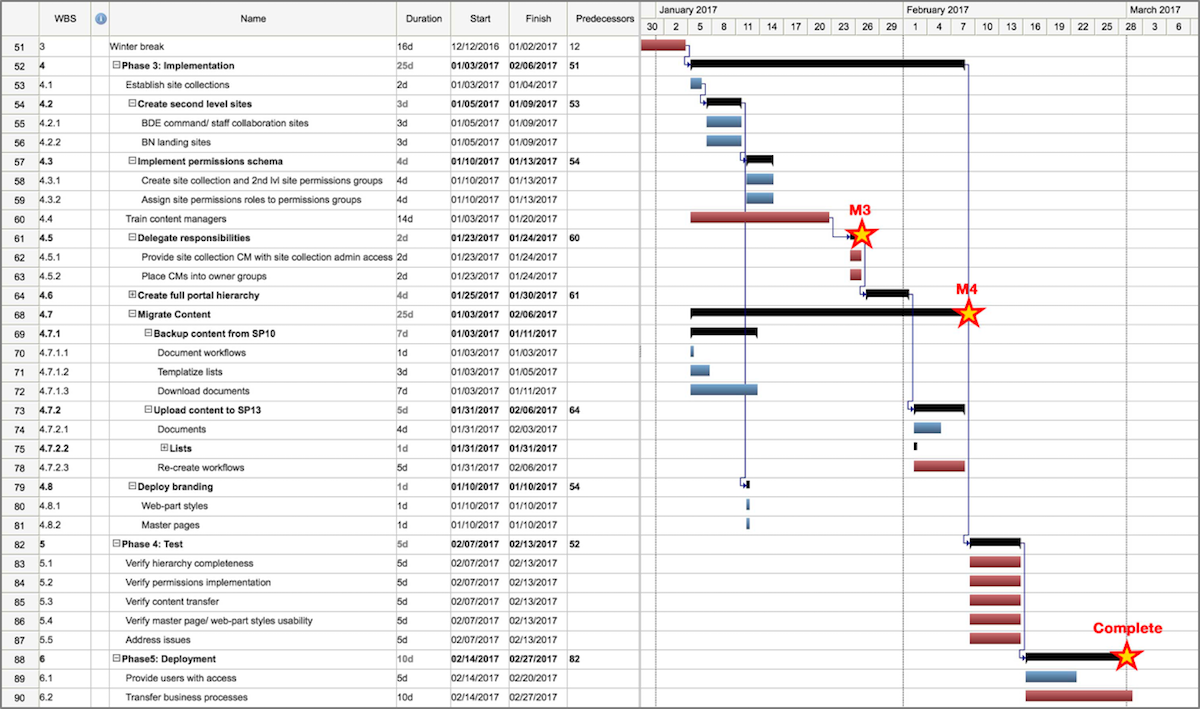 WBS Name Duration Start Finish Predecessors
January 2017 February 2017 March 2017
30 2 5 8 11 14 17 20 23 26 29 1 4 7 10 13 16 19 22 25 28 3 6
51 3 Winter break 16d 12/12/2016 01/02/2017 12
52 4 Phase 3: Implementation 25d 01/03/2017 02/06/2017 51
53 4.1 Establish site collections 2d 01/03/2017 01/04/2017
54 4.2 Create second level sites 3d 01/05/2017 01/09/2017 53
55 4.2.1 BDE command/ staff collaboration sites 3d 01/05/2017 01/09/2017
56 4.2.2 BN landing sites 3d 01/05/2017 01/09/2017
57 4.3 Implement permissions schema 4d 01/10/2017 01/13/2017 54
58 4.3.1 Create site collection and 2nd lvl site permissions groups 4d 01/10/2017 01/13/2017
59 4.3.2 Assign site permissions roles to permissions groups 4d 01/10/2017 01/13/2017
60 4.4 Train content managers 14d 01/03/2017 01/20/2017
M3
61 4.5 Delegate responsibilities 2d 01/23/2017 01/24/2017 60
62 4.5.1 Provide site collection CM with site collection admin access 2d 01/23/2017 01/24/2017
63 4.5.2 Place CMs into owner groups 2d 01/23/2017 01/24/2017
64 4.6 Create full portal hierarchy 4d 01/25/2017 01/30/2017 61
M4
68 4.7 Migrate Content 25d 01/03/2017 02/06/2017
69 4.7.1 Backup content from SP10 7d 01/03/2017 01/11/2017
70 4.7.1.1 Document workflows 1d 01/03/2017 01/03/2017
71 4.7.1.2 Templatize lists 3d 01/03/2017 01/05/2017
72 4.7.1.3 Download documents 7d 01/03/2017 01/11/2017
73 4.7.2 Upload content to SP13 5d 01/31/2017 02/06/2017 64
74 4.7.2.1 Documents 4d 01/31/2017 02/03/2017
75 4.7.2.2 Lists 1d 01/31/2017 01/31/2017
78 4.7.2.3 Re-create workflows 5d 01/31/2017 02/06/2017
79 4.8 Deploy branding 1d 01/10/2017 01/10/2017 54
80 4.8.1 Web-part styles 1d 01/10/2017 01/10/2017
81 4.8.2 Master pages 1d 01/10/2017 01/10/2017
82 5 Phase 4: Test 5d 02/07/2017 02/13/2017 52
83 5.1 Verify hierarchy completeness 5d 02/07/2017 02/13/2017
84 5.2 Verify permissions implementation 5d 02/07/2017 02/13/2017
85 5.3 Verify content transfer 5d 02/07/2017 02/13/2017
86 5.4 Verify master page/ web-part styles usability 5d 02/07/2017 02/13/2017
87 5.5 Address issues 5d 02/07/2017 02/13/2017
Complete
88 6 Phase5: Deployment 10d 02/14/2017 02/27/2017 82
89 6.1 Provide users with access 5d 02/14/2017 02/20/2017
90 6.2 Transfer business processes 10d 02/14/2017 02/27/2017